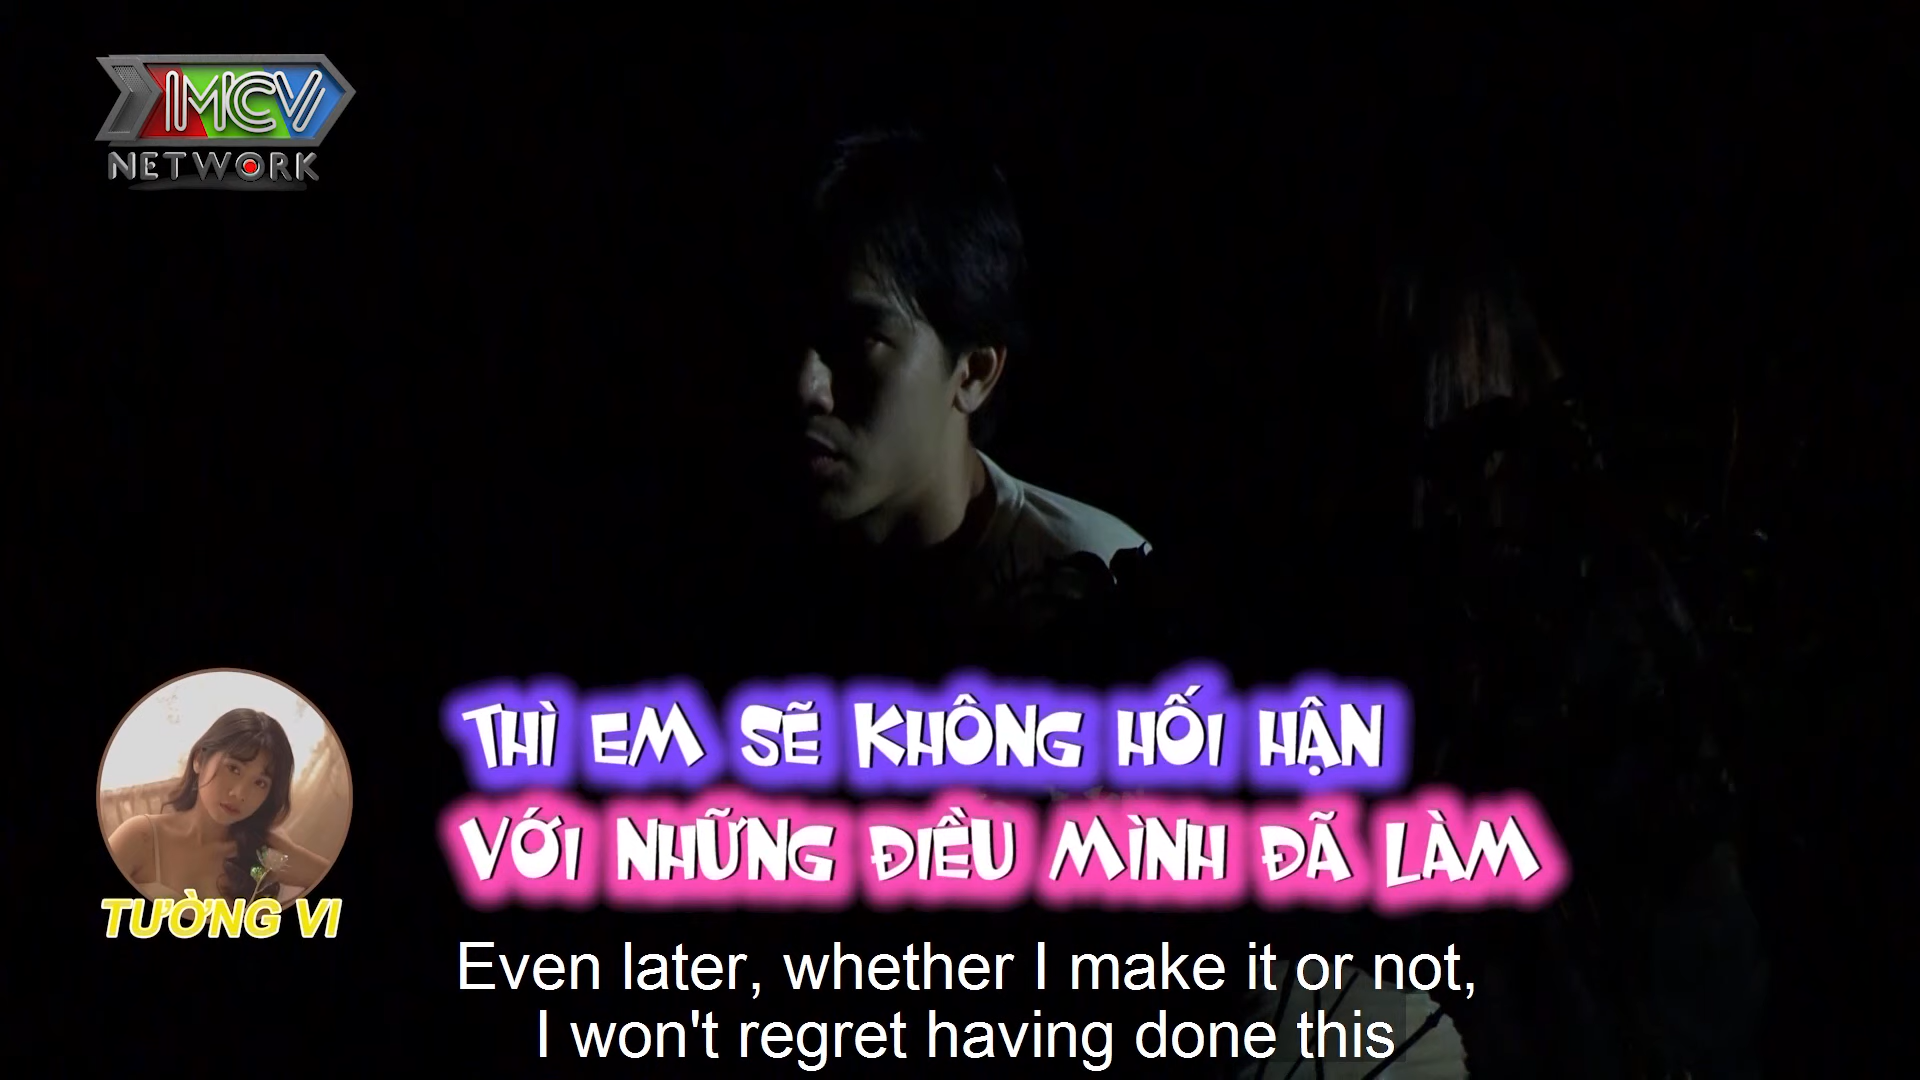 MCV
NETWORK
THÌ EM SẼ KHÔNG HỐI HẬN
VỚI NHỮNG ĐIỀU MÌNH ĐÃ LÀM
TƯỜNG VI
Even later, whether I make it or not,
I won't regret having done this